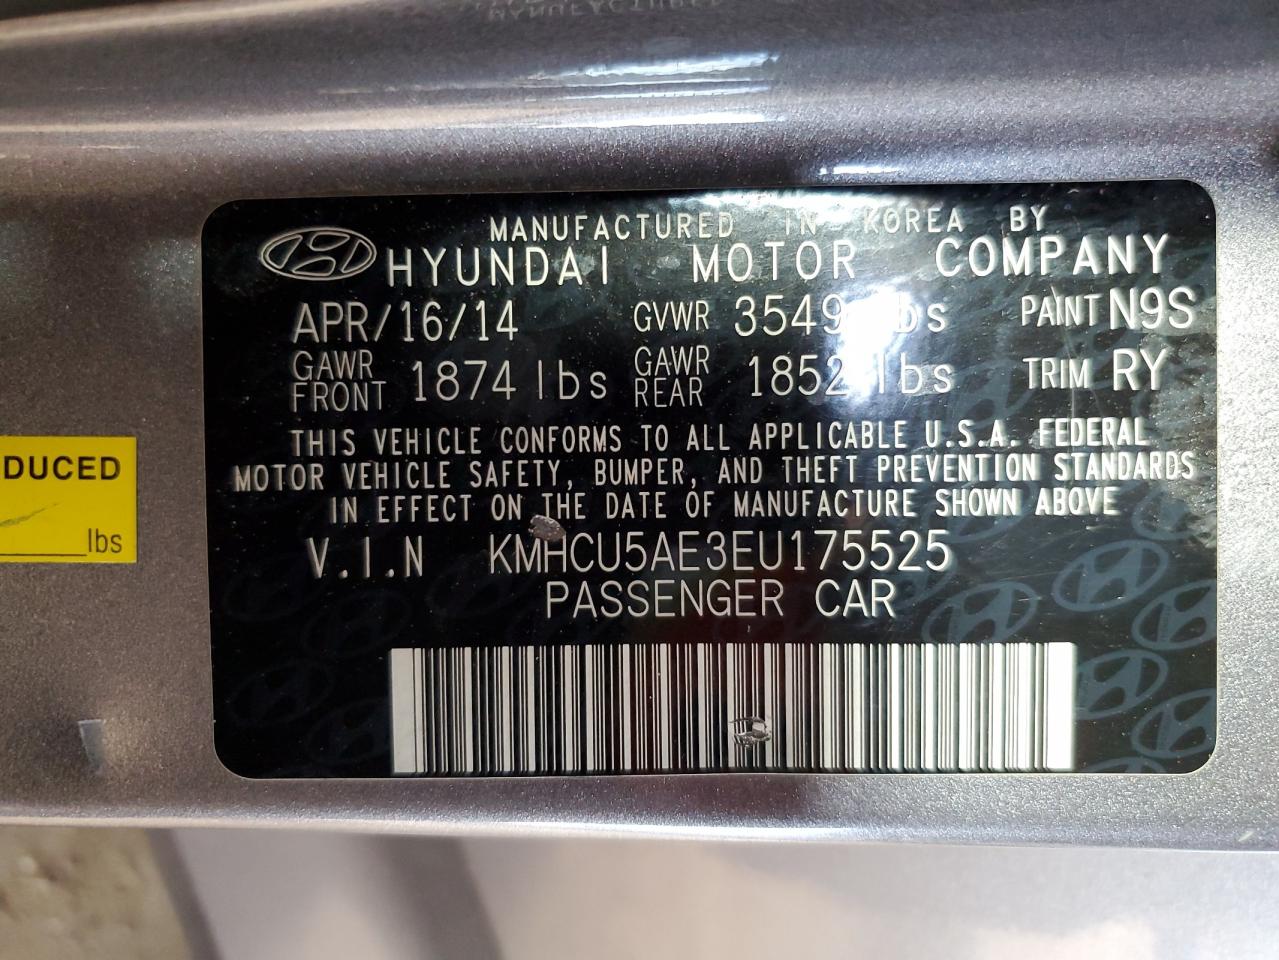 MANUFACTURED IN KOREA BY
HYUNDAI MOTOR COMPANY
APR/16/14 GVWR 3549 lbs PAINT N9S
GAWR FRONT 1874 lbs GAWR REAR 1852 lbs TRIM RY
THIS VEHICLE CONFORMS TO ALL APPLICABLE U.S.A. FEDERAL
MOTOR VEHICLE SAFETY, BUMPER, AND THEFT PREVENTION STANDARDS
IN EFFECT ON THE DATE OF MANUFACTURE SHOWN ABOVE
V.I.N KMHCU5AE3EU175525
PASSENGER CAR
DUCED
lbs